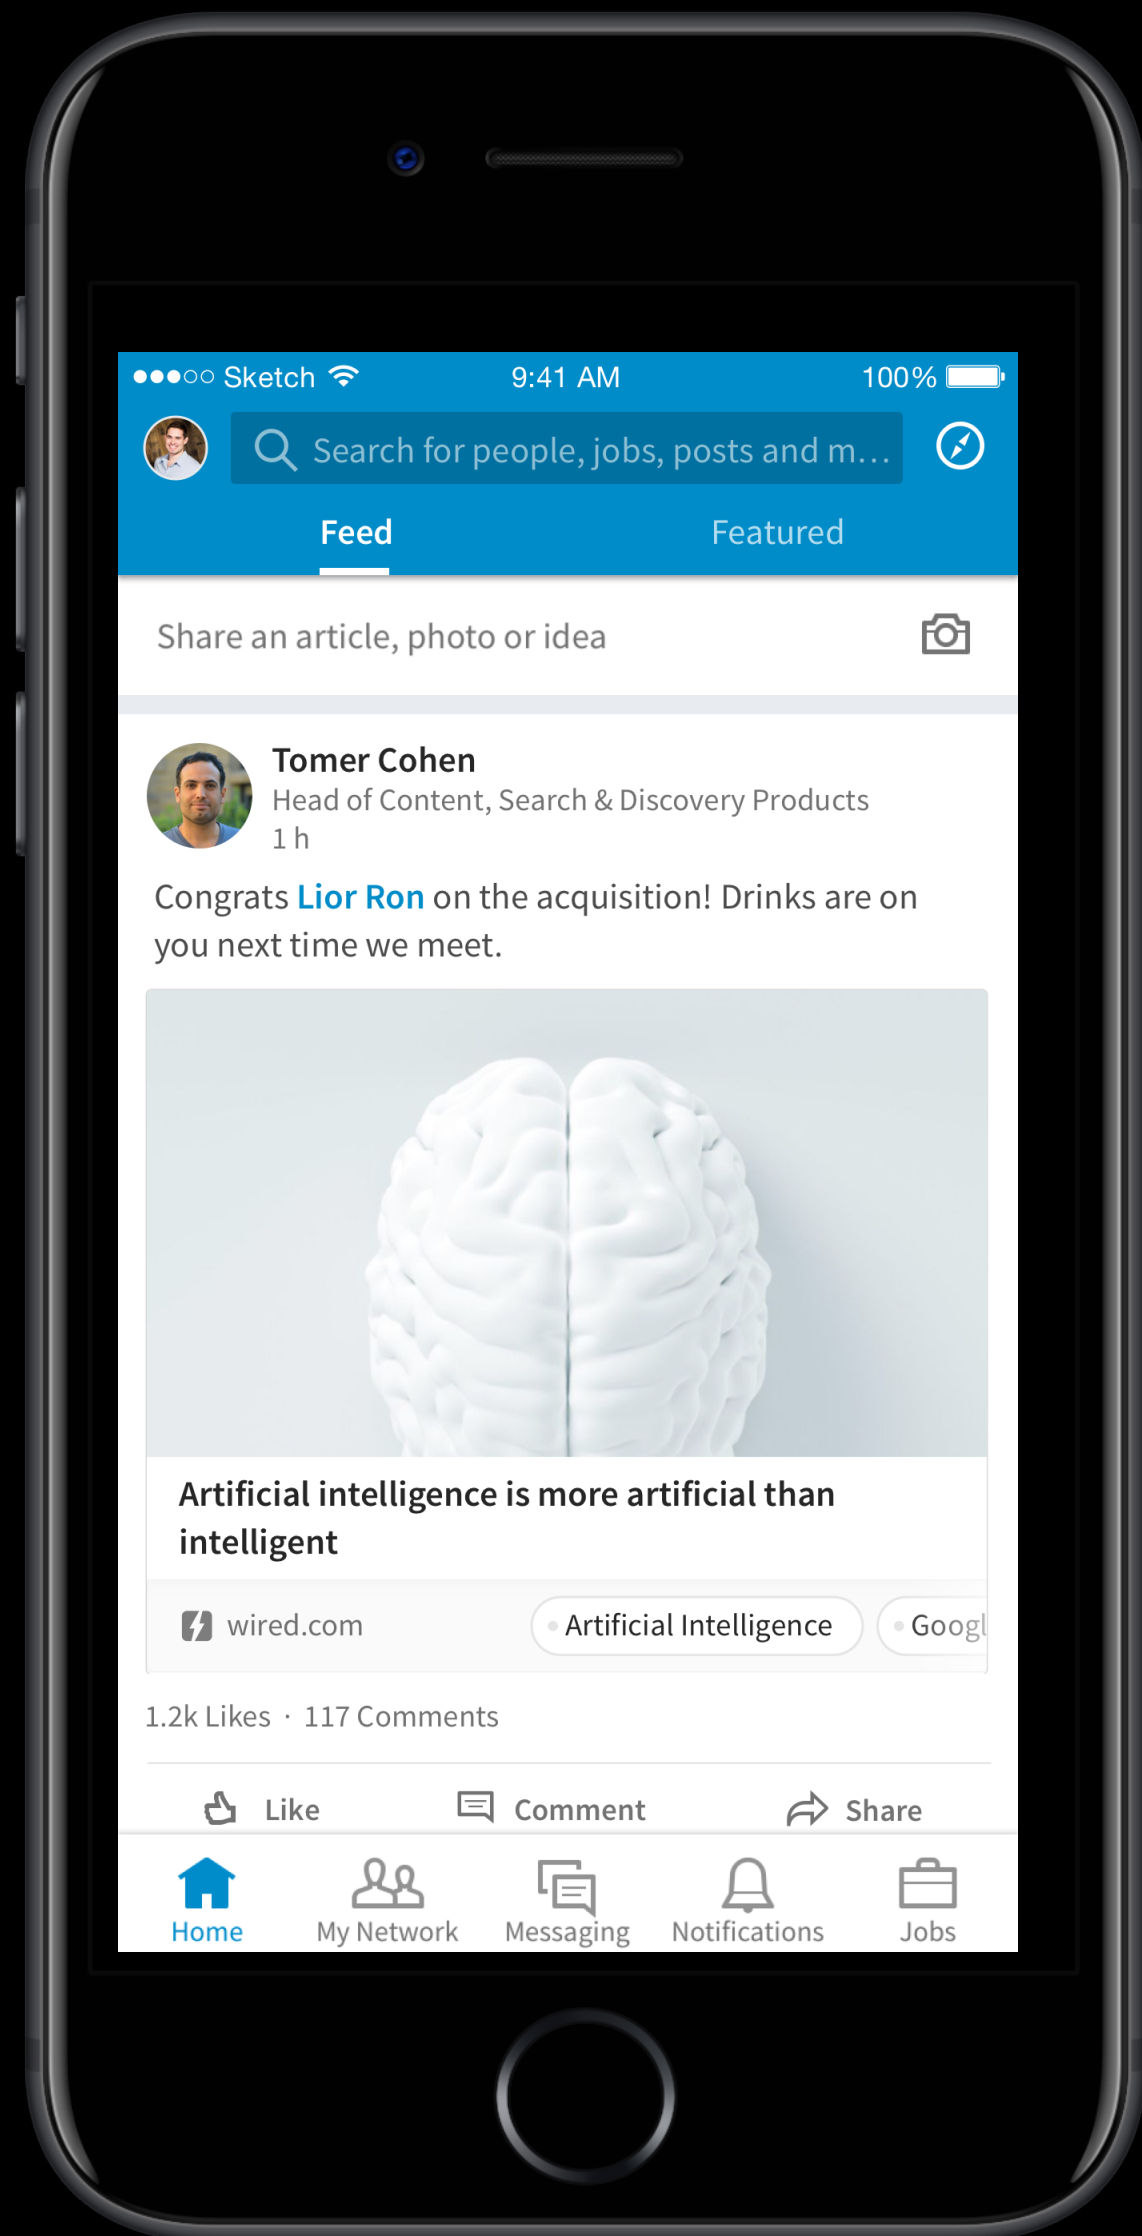 Sketch 9:41 AM 100%
Search for people, jobs, posts and m...
Feed Featured
Share an article, photo or idea
Tomer Cohen
Head of Content, Search & Discovery Products
1 h
Congrats Lior Ron on the acquisition! Drinks are on
you next time we meet.
Artificial intelligence is more artificial than
intelligent
wired.com Artificial Intelligence Googl
1.2k Likes · 117 Comments
Like Comment Share
Home My Network Messaging Notifications Jobs